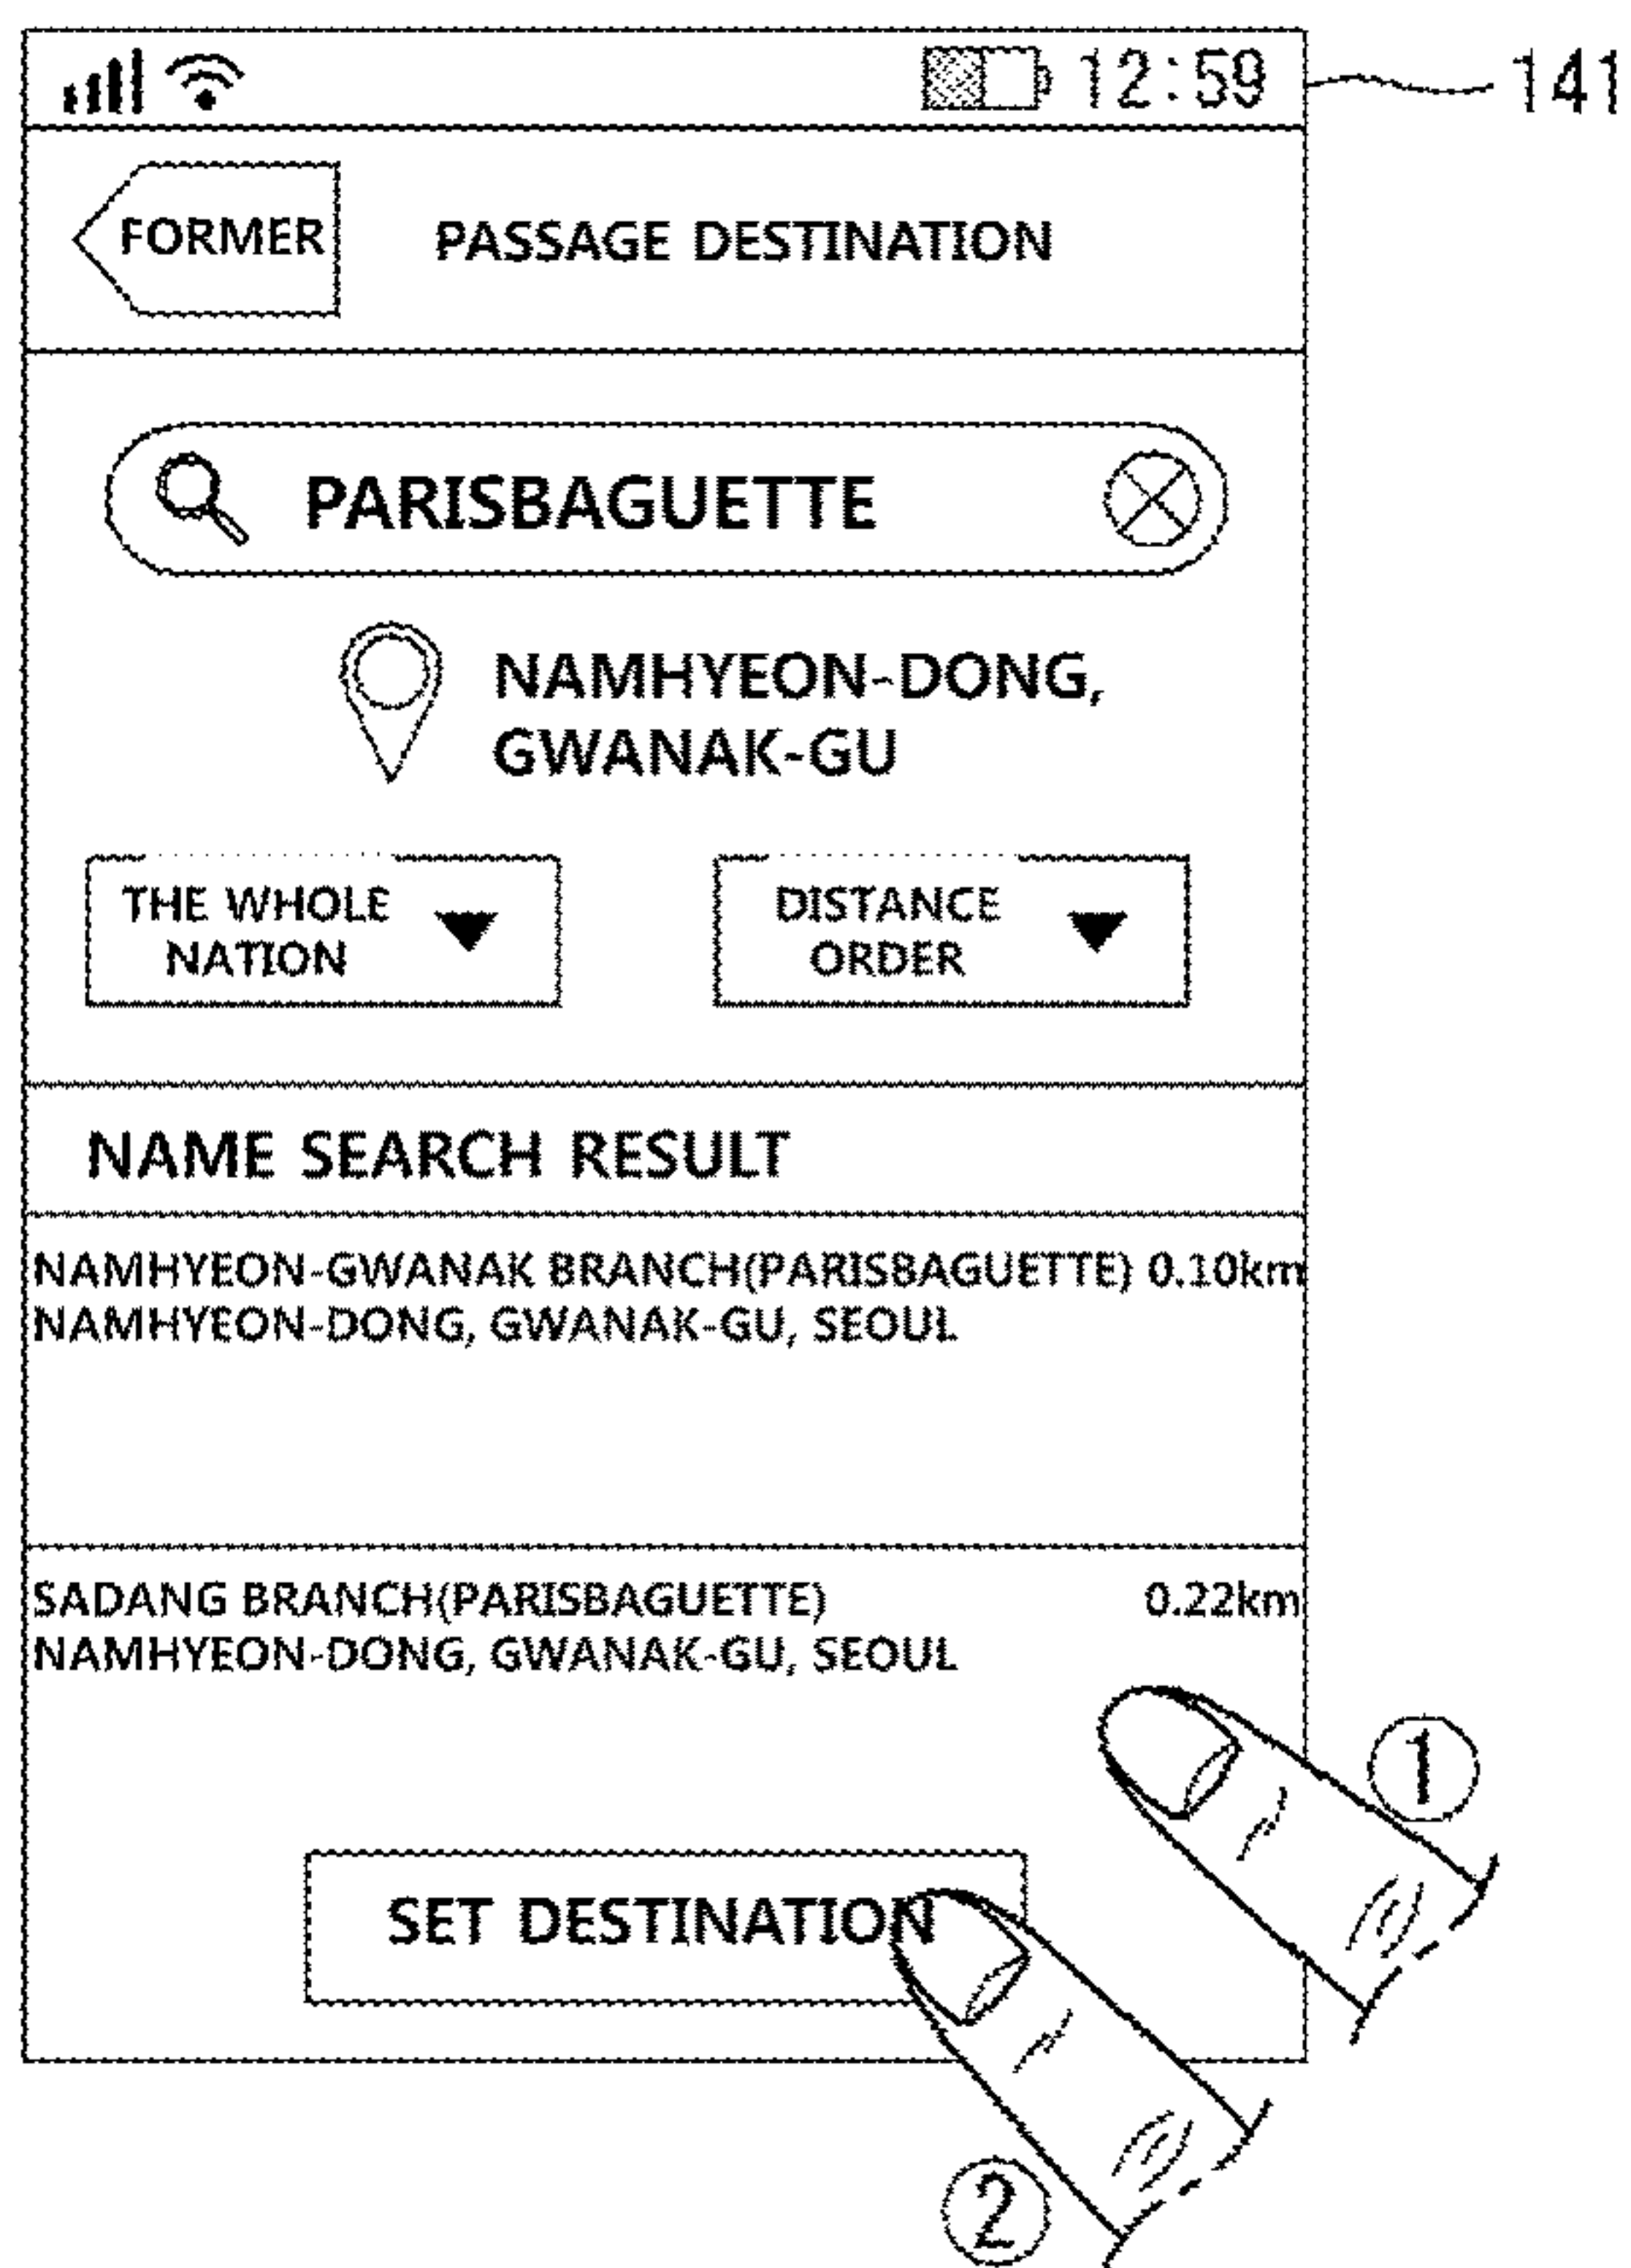 12:59
141
FORMER
PASSAGE DESTINATION
PARISBAGUETTE
NAMHYEON-DONG,
GWANAK-GU
THE WHOLE
NATION
DISTANCE
ORDER
NAME SEARCH RESULT
NAMHYEON-GWANAK BRANCH(PARISBAGUETTE) 0.10km
NAMHYEON-DONG, GWANAK-GU, SEOUL
SADANG BRANCH(PARISBAGUETTE) 0.22km
NAMHYEON-DONG, GWANAK-GU, SEOUL
①
SET DESTINATION
②